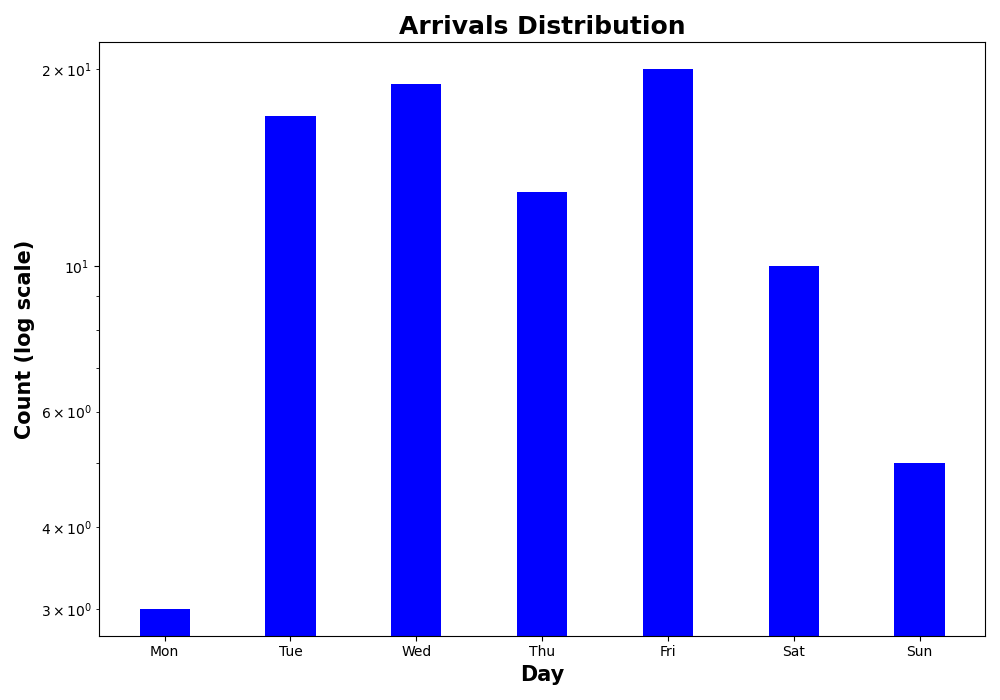 Arrivals Distribution
Count (log scale)
2 × 10¹
10¹
6 × 10⁰
4 × 10⁰
3 × 10⁰
Mon Tue Wed Thu Fri Sat Sun
Day